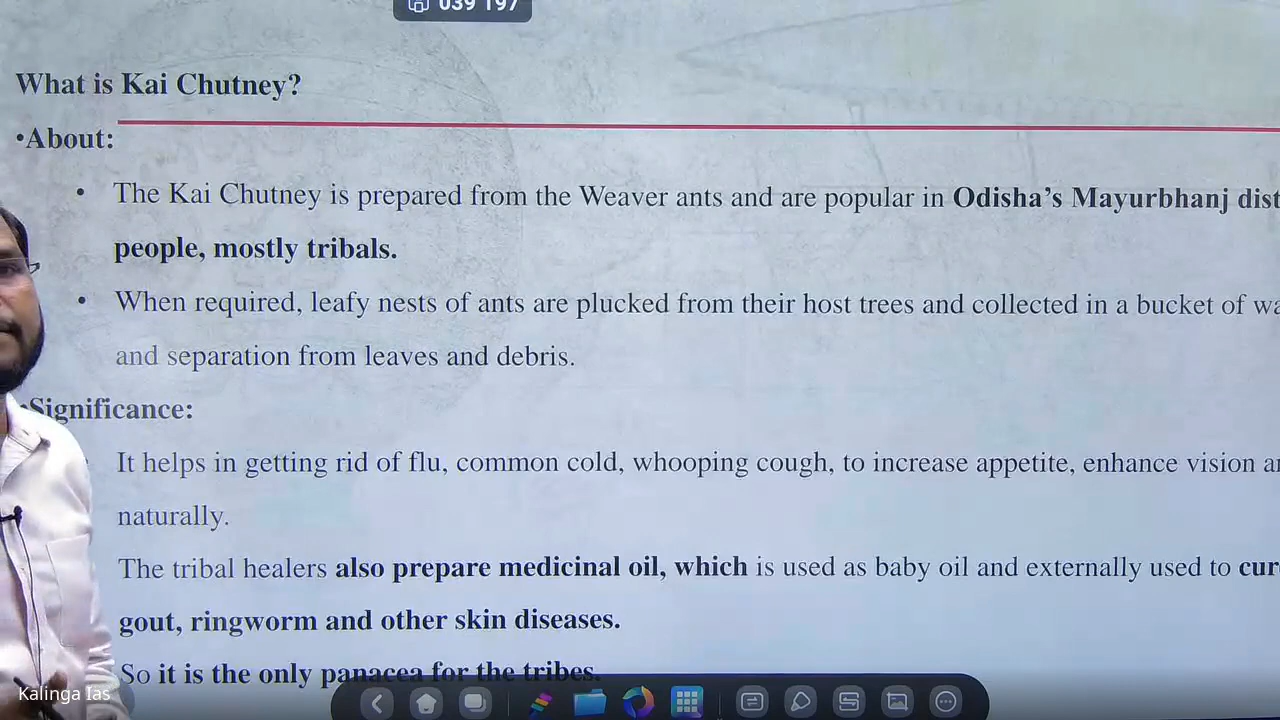 039 197
What is Kai Chutney?
•About:
• The Kai Chutney is prepared from the Weaver ants and are popular in Odisha’s Mayurbhanj dist
people, mostly tribals.
• When required, leafy nests of ants are plucked from their host trees and collected in a bucket of wa
and separation from leaves and debris.
•Significance:
It helps in getting rid of flu, common cold, whooping cough, to increase appetite, enhance vision an
naturally.
The tribal healers also prepare medicinal oil, which is used as baby oil and externally used to cur
gout, ringworm and other skin diseases.
So it is the only panacea for the tribes.
Kalinga Ias